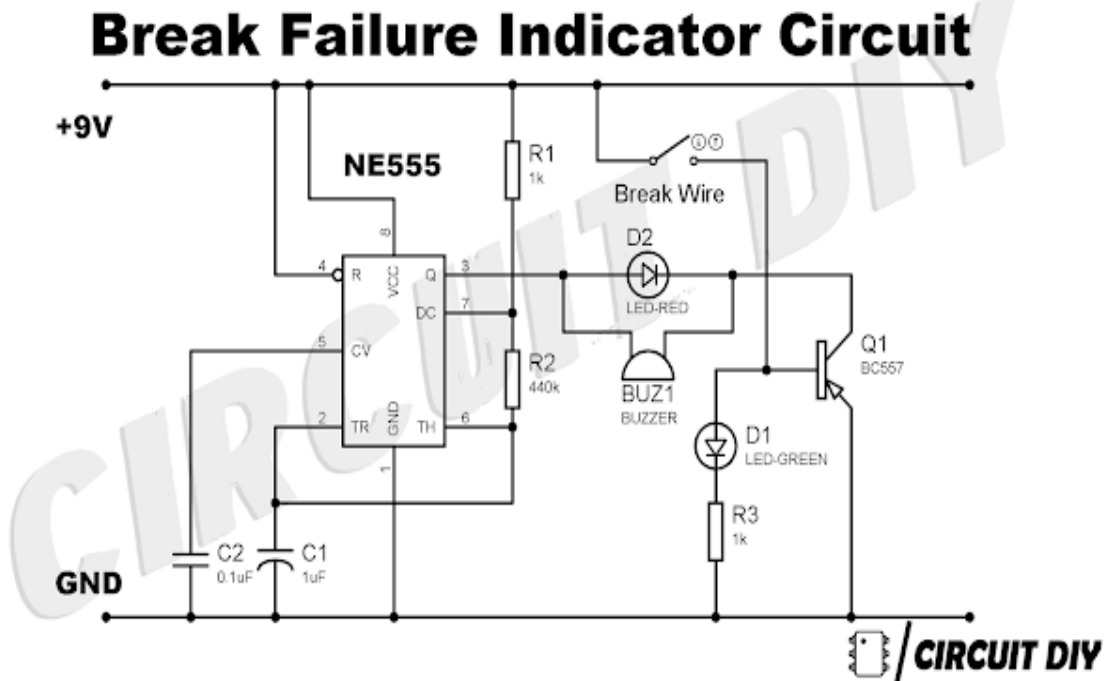 Break Failure Indicator Circuit
+9V
NE555
R1
1k
Break Wire
8
VCC
4
R
Q
3
D2
LED-RED
DC
7
5
CV
R2
440k
Q1
BC557
BUZ1
BUZZER
2
TR
GND
TH
6
1
D1
LED-GREEN
R3
1k
C2
0.1uF
C1
1uF
GND
CIRCUIT DIY
CIRCUIT DIY